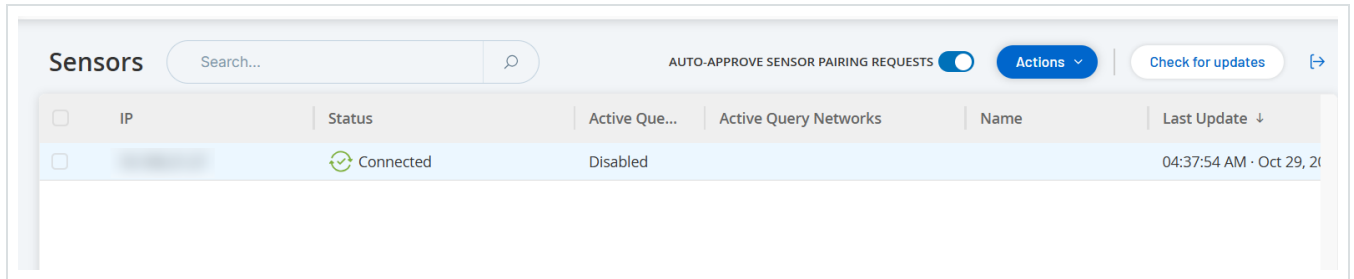 Sensors Search... AUTO-APPROVE SENSOR PAIRING REQUESTS Actions Check for updates
IP Status Active Que... Active Query Networks Name Last Update ↓
Connected Disabled 04:37:54 AM · Oct 29, 20